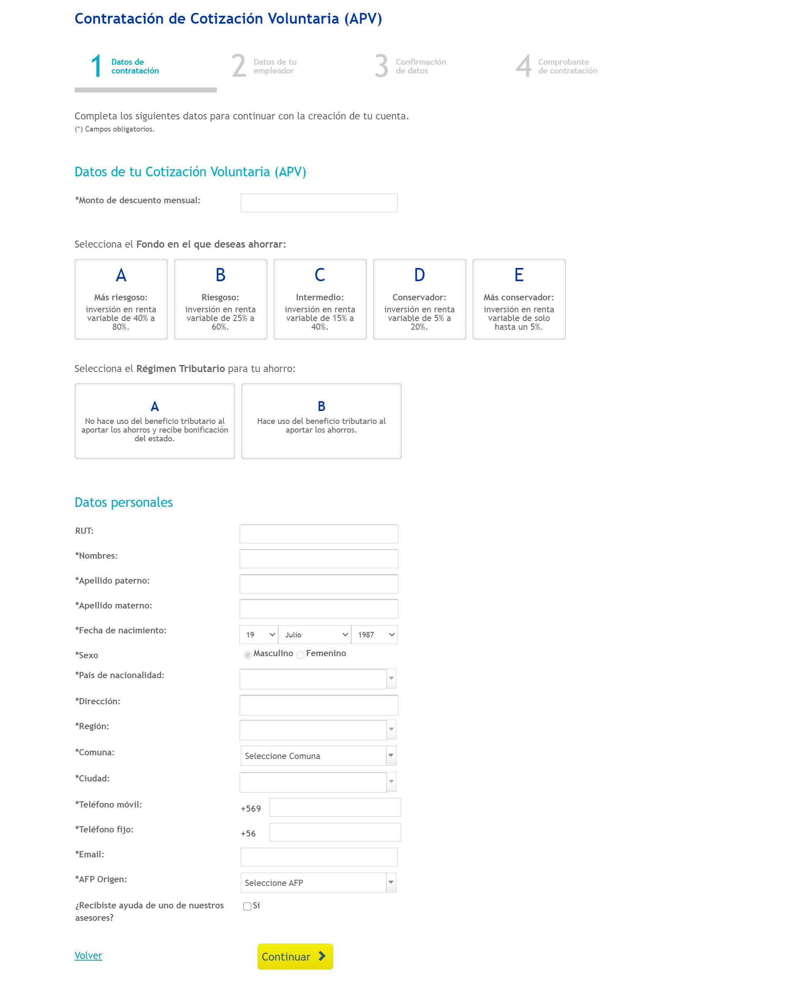 Contratación de Cotización Voluntaria (APV)
1 Datos de
contratación
2 Datos de tu
empleador
3 Confirmación
de datos
4 Comprobante
de contratación
Completa los siguientes datos para continuar con la creación de tu cuenta.
(*) Campos obligatorios.
Datos de tu Cotización Voluntaria (APV)
*Monto de descuento mensual:
Selecciona el Fondo en el que deseas ahorrar:
A
Más riesgoso:
inversión en renta
variable de 40% a
80%.
B
Riesgoso:
inversión en renta
variable de 25% a
60%.
C
Intermedio:
inversión en renta
variable de 15% a
40%.
D
Conservador:
inversión en renta
variable de 5% a
20%.
E
Más conservador:
inversión en renta
variable de solo
hasta un 5%.
Selecciona el Régimen Tributario para tu ahorro:
A
No hace uso del beneficio tributario al
aportar los ahorros y recibe bonificación
del estado.
B
Hace uso del beneficio tributario al
aportar los ahorros.
Datos personales
RUT:
*Nombres:
*Apellido paterno:
*Apellido materno:
*Fecha de nacimiento: 19 Julio 1987
*Sexo Masculino Femenino
*País de nacionalidad:
*Dirección:
*Región:
*Comuna: Seleccione Comuna
*Ciudad:
*Teléfono móvil: +569
*Teléfono fijo: +56
*Email:
*AFP Origen: Seleccione AFP
¿Recibiste ayuda de uno de nuestros Sí
asesores?
Volver Continuar